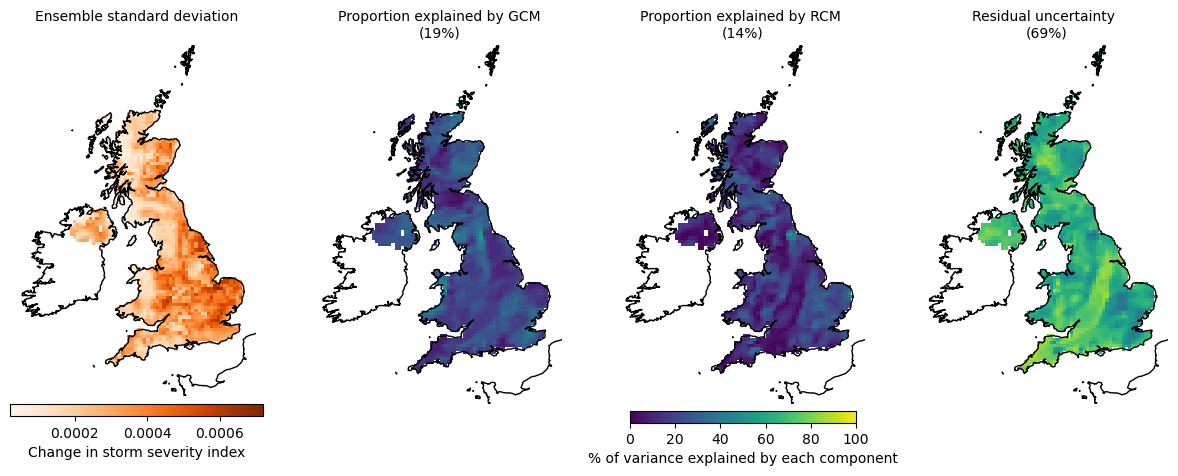 Ensemble standard deviation
Proportion explained by GCM
(19%)
Proportion explained by RCM
(14%)
Residual uncertainty
(69%)
0.0002 0.0004 0.0006
Change in storm severity index
0 20 40 60 80 100
% of variance explained by each component